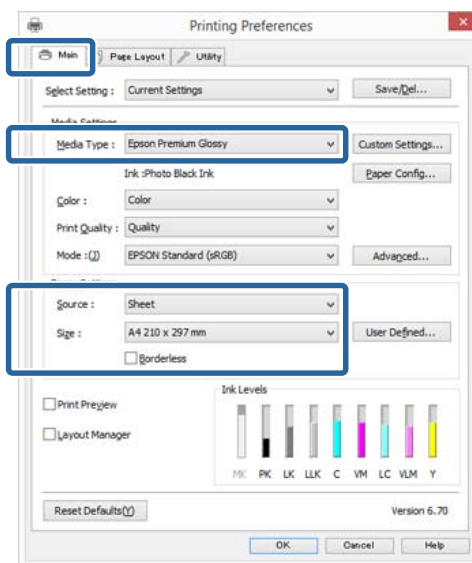 Printing Preferences
Main Page Layout Utility
Select Setting : Current Settings Save/Del...
Media Settings
Media Type : Epson Premium Glossy Custom Settings...
Ink :Photo Black Ink Paper Config...
Color : Color
Print Quality : Quality
Mode :(J) EPSON Standard (sRGB) Advanced...
Source : Sheet
Size : A4 210 x 297 mm User Defined...
Borderless
Ink Levels
Print Preview
Layout Manager
MK PK LK LLK C VM LC VLM Y
Reset Defaults(Y) Version 6.70
OK Cancel Help